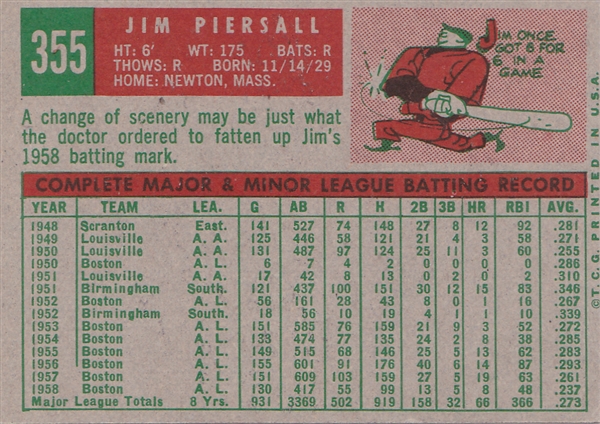 355
JIM PIERSALL
HT: 6' WT: 175 BATS: R
THROWS: R BORN: 11/14/29
HOME: NEWTON, MASS.
JIM ONCE
GOT 6 FOR
6 IN A
GAME
A change of scenery may be just what
the doctor ordered to fatten up Jim's
1958 batting mark.
COMPLETE MAJOR & MINOR LEAGUE BATTING RECORD
YEAR TEAM LEA. G AB R H 2B 3B HR RBI AVG.
1948 Scranton East. 141 527 74 148 27 8 12 92 .281
1949 Louisville A. A. 125 446 58 121 21 4 3 58 .271
1950 Louisville A. A. 131 487 97 124 28 4 9 55 .255
1950 Boston A. L. 6 7 4 2 0 0 0 0 .286
1951 Louisville A. A. 17 42 8 13 4 0 0 2 .310
1951 Birmingham South. 121 437 100 151 30 12 15 83 .346
1952 Boston A. L. 56 161 28 43 8 0 1 16 .267
1952 Birmingham South. 18 56 10 19 4 0 1 10 .339
1953 Boston A. L. 151 585 76 159 21 9 3 52 .272
1954 Boston A. L. 133 474 77 135 24 2 8 38 .285
1955 Boston A. L. 149 515 68 146 25 5 13 62 .283
1956 Boston A. L. 155 601 91 176 40 6 14 87 .293
1957 Boston A. L. 151 609 103 159 27 5 19 63 .261
1958 Boston A. L. 130 417 55 99 13 5 8 48 .237
Major League Totals 8 Yrs. 931 3369 502 919 158 32 66 366 .273
©T.C.G. PRINTED IN U.S.A.